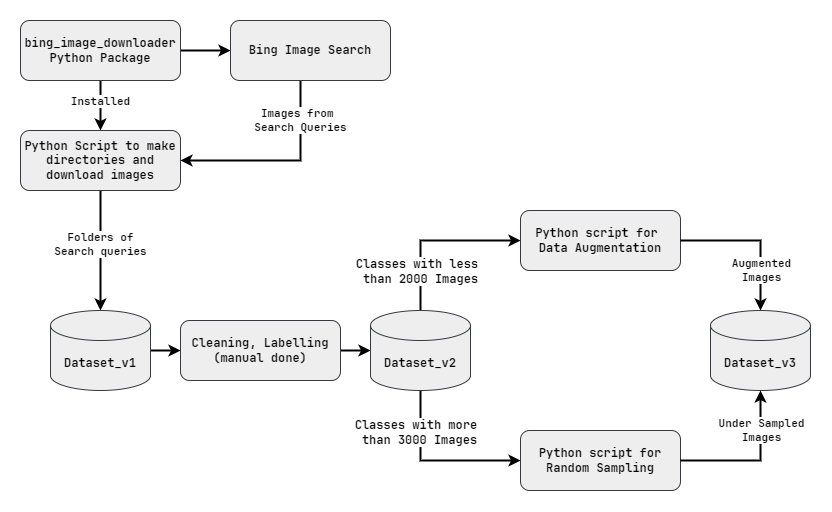 bing_image_downloader
Python Package
Bing Image Search
Installed
Images from
Search Queries
Python Script to make
directories and
download images
Folders of
Search queries
Python script for
Data Augmentation
Classes with less
than 2000 Images
Augmented
Images
Dataset_v1
Cleaning, Labelling
(manual done)
Dataset_v2
Dataset_v3
Classes with more
than 3000 Images
Under Sampled
Images
Python script for
Random Sampling